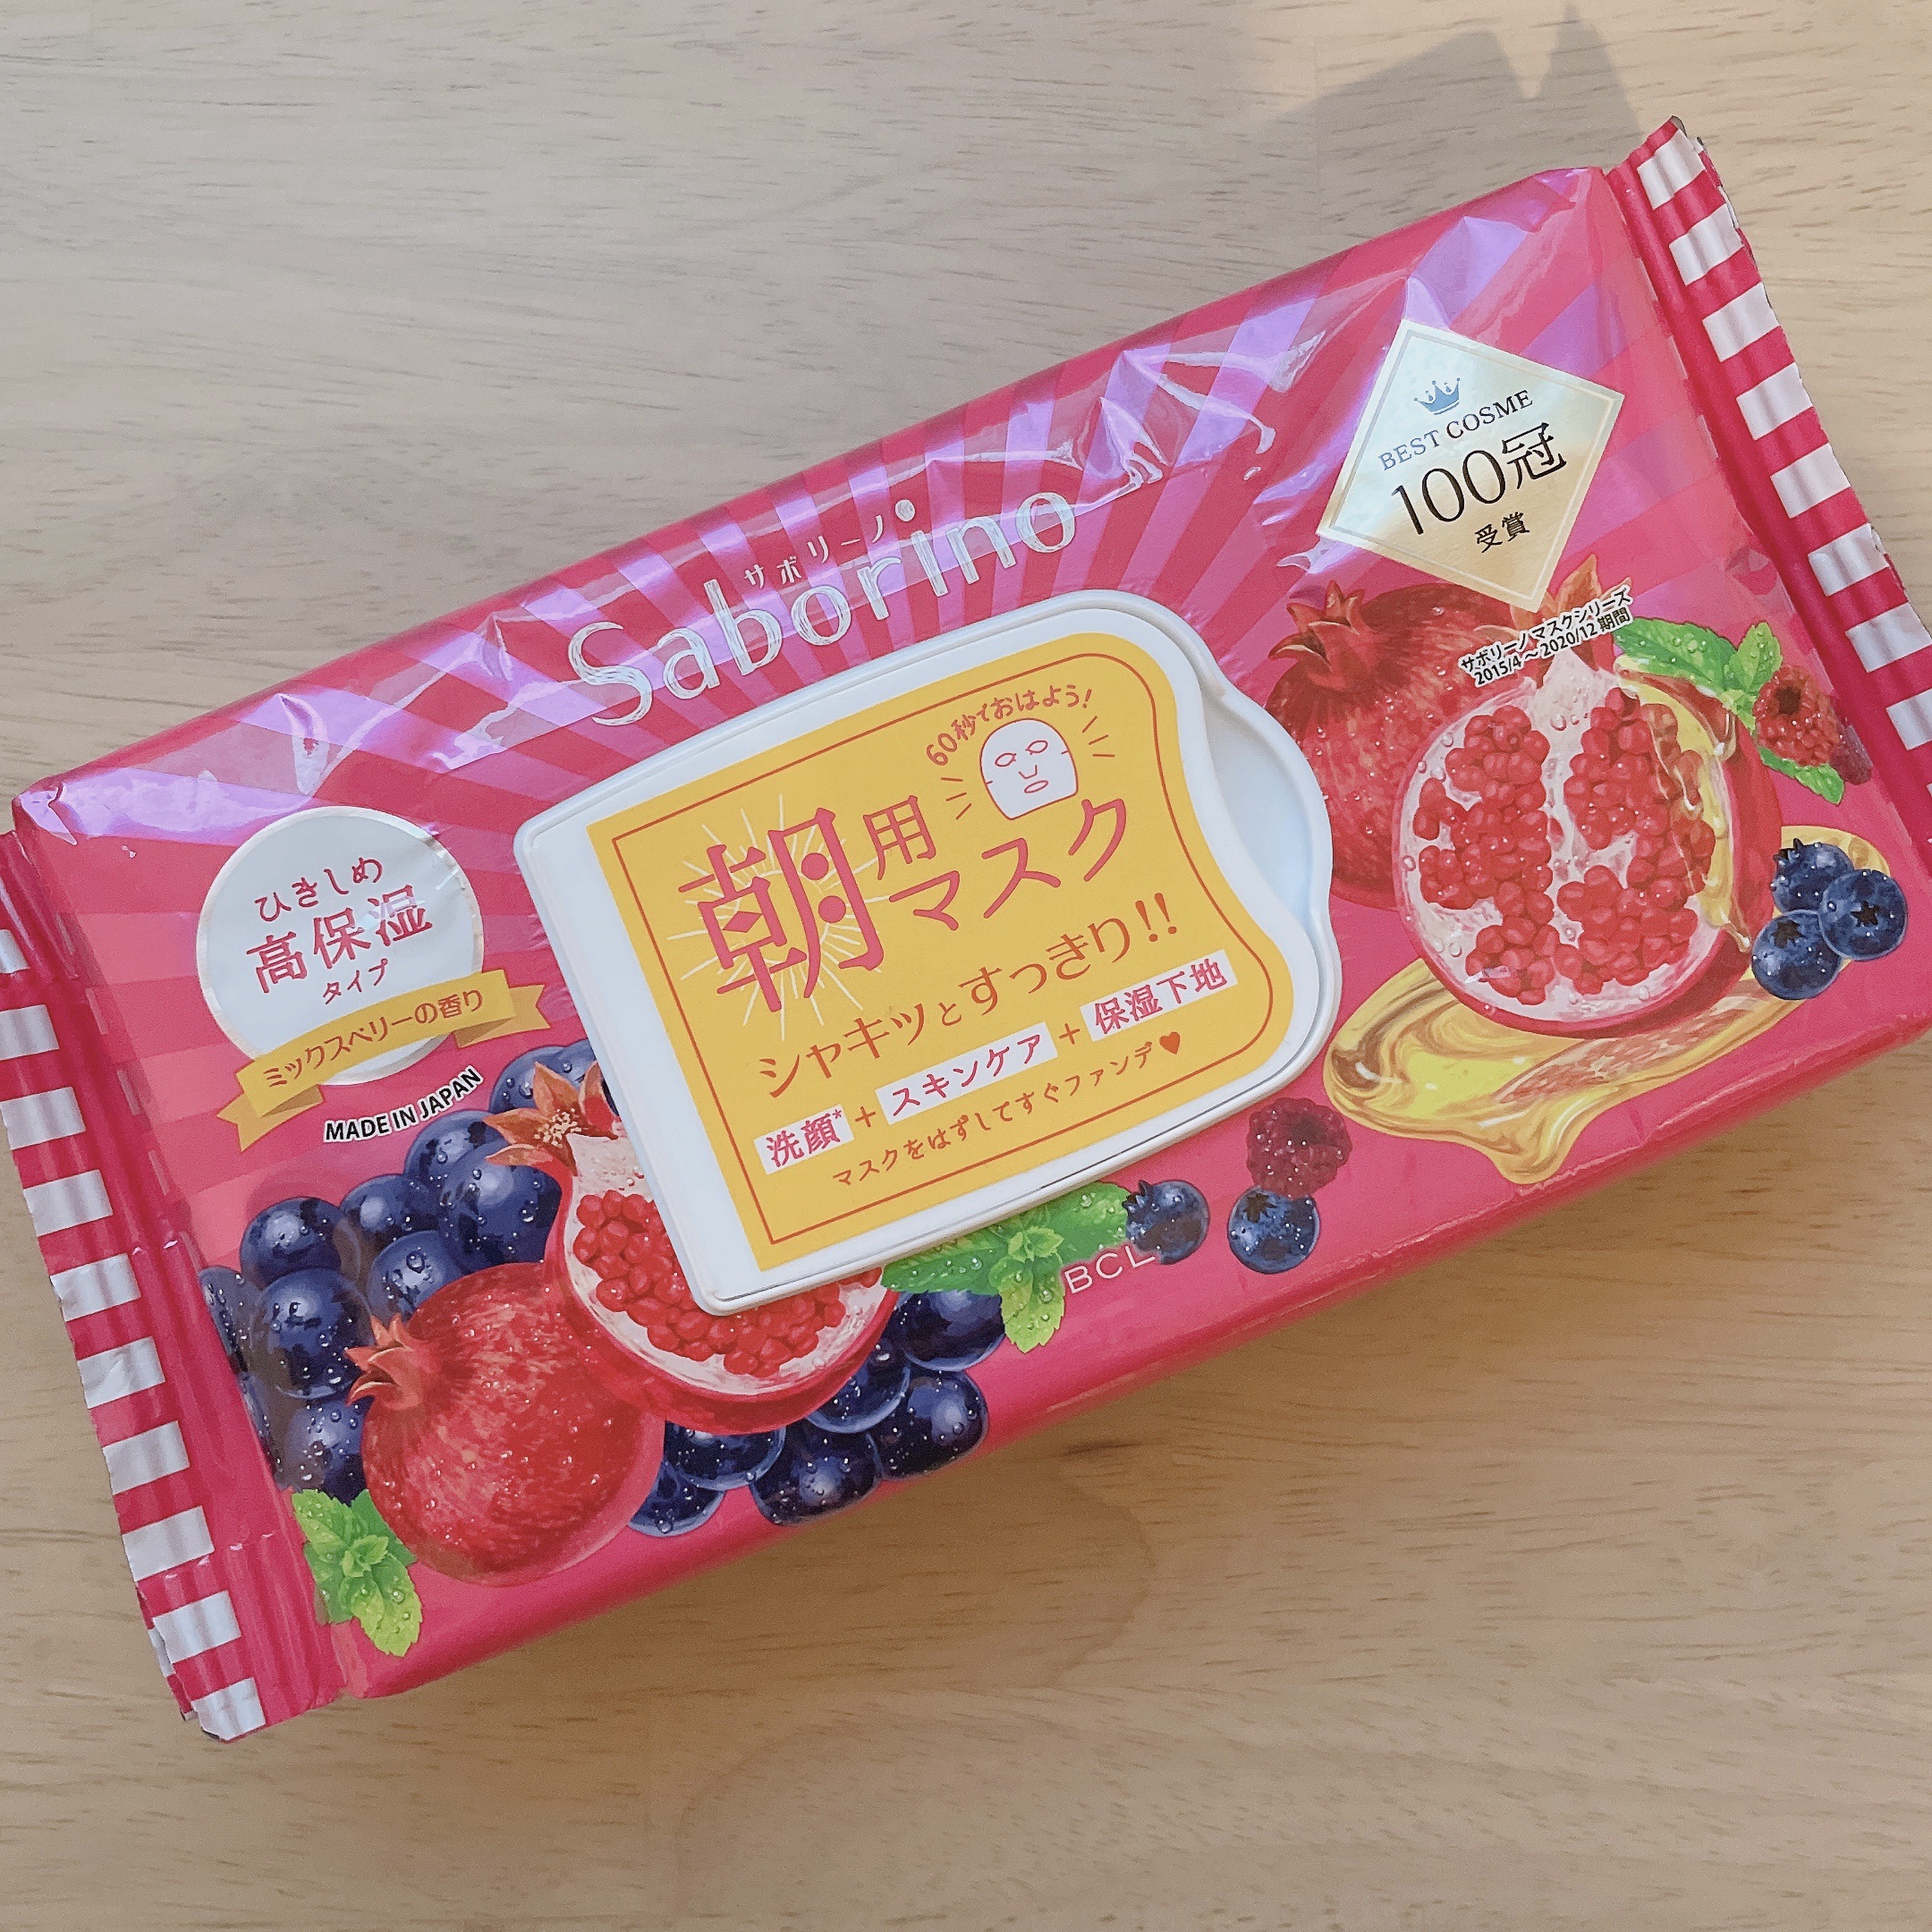 サボリーノ
Saborino
BEST COSME
100冠
受賞
サボリーノマスクシリーズ
2015/4~2020/12期間
ひきしめ
高保湿
タイプ
ミックスベリーの香り
MADE IN JAPAN
60秒でおはよう!
朝用マスク
シャキッとすっきり!!
洗顔*+スキンケア+保湿下地
マスクをはずしてすぐファンデ♥
BCL